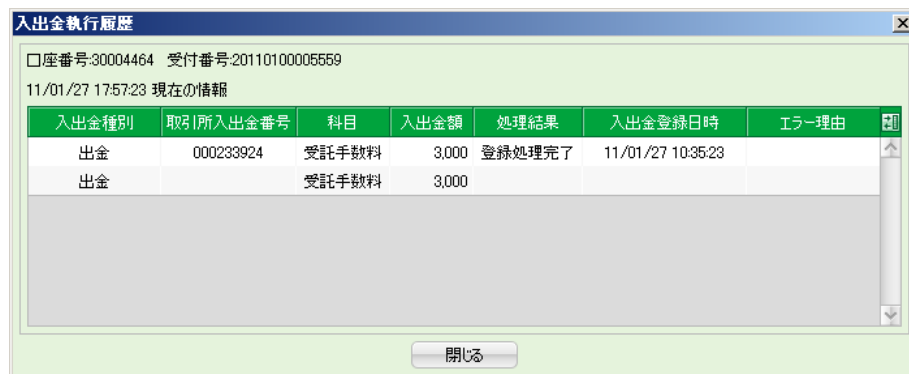 入出金執行履歴
口座番号:30004464 受付番号:20110100005559
11/01/27 17:57:23 現在の情報
入出金種別 取引所入出金番号 科目 入出金額 処理結果 入出金登録日時 エラー理由
出金 000233924 受託手数料 3,000 登録処理完了 11/01/27 10:35:23
出金 受託手数料 3,000
閉じる